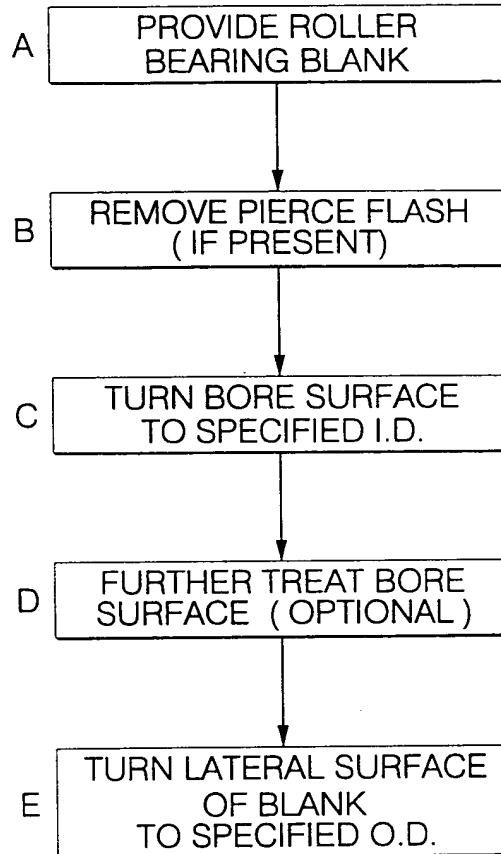 A
PROVIDE ROLLER
BEARING BLANK
B
REMOVE PIERCE FLASH
( IF PRESENT)
C
TURN BORE SURFACE
TO SPECIFIED I.D.
D
FURTHER TREAT BORE
SURFACE ( OPTIONAL )
E
TURN LATERAL SURFACE
OF BLANK
TO SPECIFIED O.D.